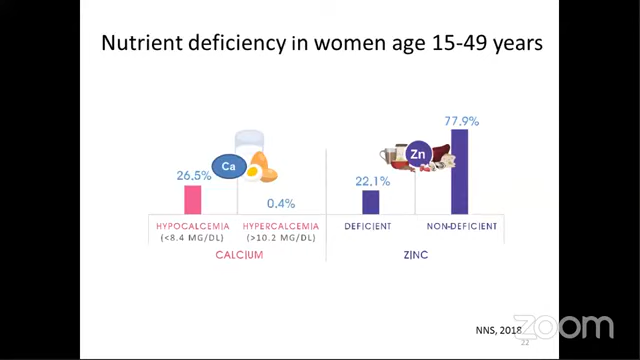 Nutrient deficiency in women age 15-49 years
77.9%
Ca
Zn
26.5%
0.4%
22.1%
HYPOCALCEMIA
(<8.4 MG/DL)
HYPERCALCEMIA
(>10.2 MG/DL)
DEFICIENT
NON-DEFICIENT
CALCIUM
ZINC
NNS, 2018
zoom
22